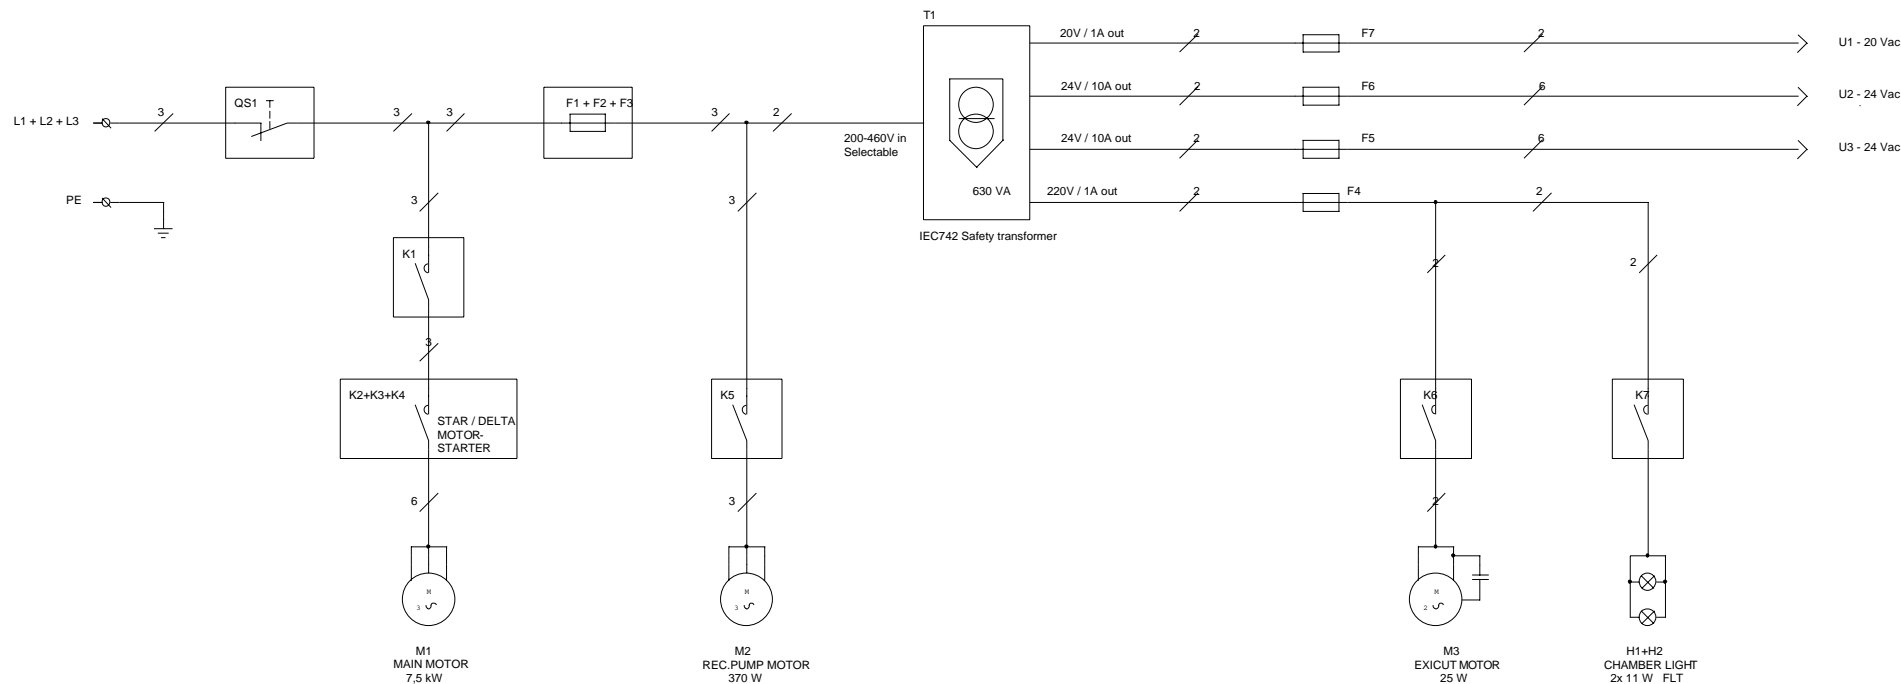 T1
20V / 1A out
2
F7
2
U1 - 20 Vac
24V / 10A out
2
F6
6
U2 - 24 Vac
QS1
F1 + F2 + F3
L1 + L2 + L3
3
3
3
3
2
200-460V in
Selectable
24V / 10A out
2
F5
6
U3 - 24 Vac
630 VA
220V / 1A out
2
F4
2
PE
3
3
IEC742 Safety transformer
K1
2
2
3
K2+K3+K4
STAR / DELTA
MOTOR-
STARTER
K5
K6
K7
6
3
2
M
3
M
3
M
2
M1
MAIN MOTOR
7,5 kW
M2
REC.PUMP MOTOR
370 W
M3
EXICUT MOTOR
25 W
H1+H2
CHAMBER LIGHT
2x 11 W FLT